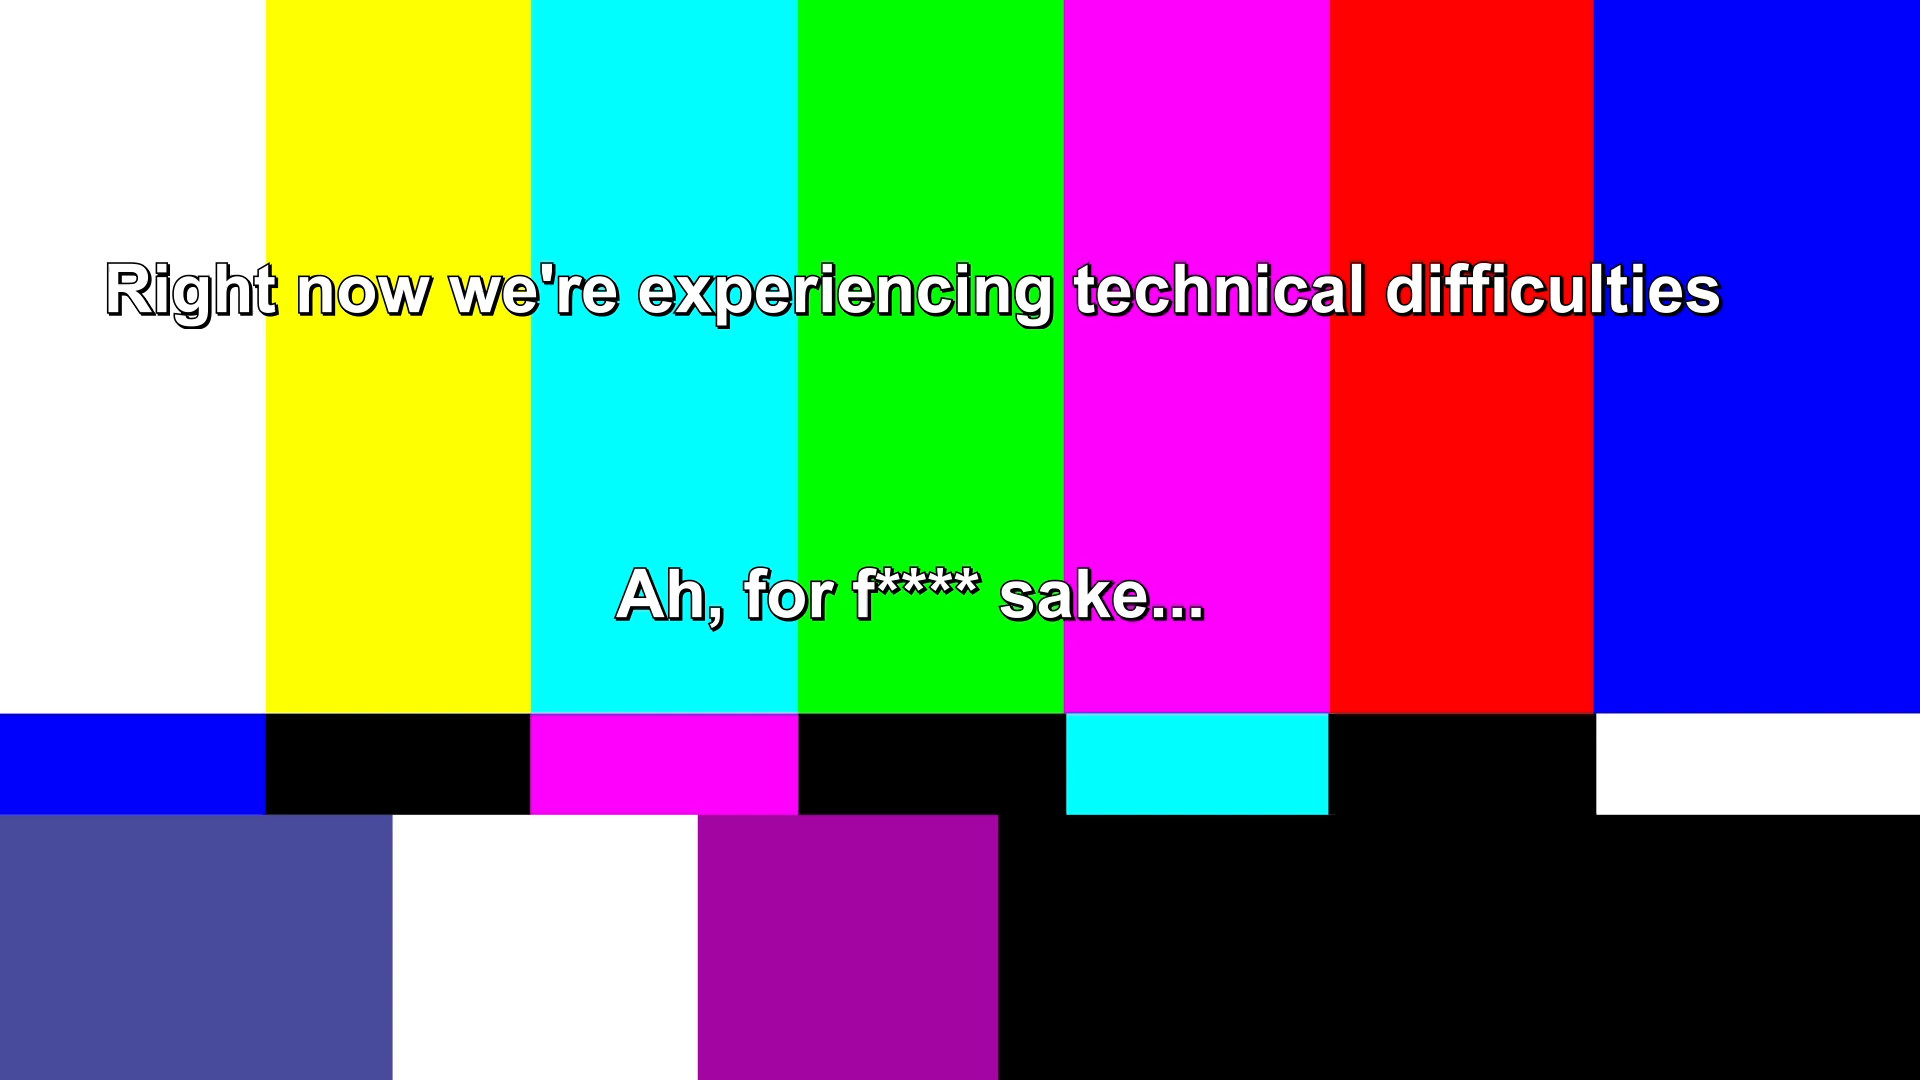 Right now we're experiencing technical difficulties
Ah, for f**** sake...